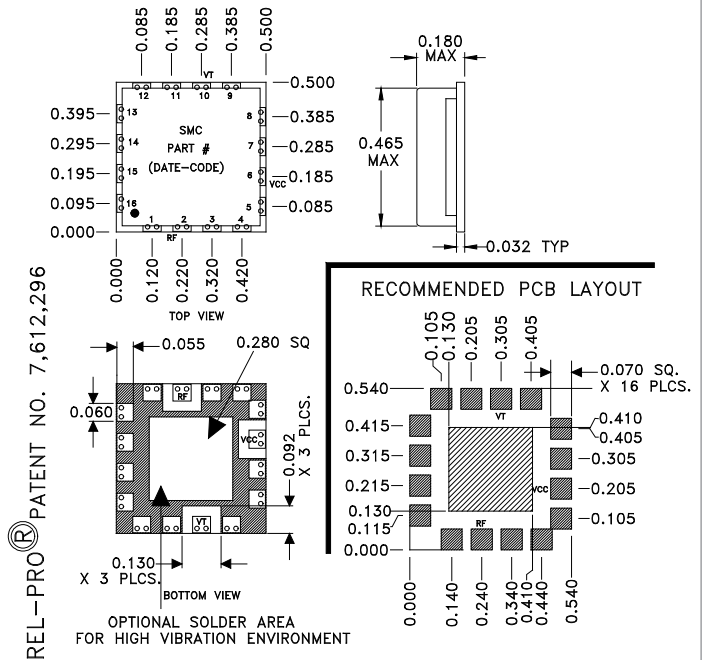 0.085
0.185
0.285
0.385
0.500
VT
12
11
10
9
0.500
0.395
13
8
0.385
SMC
PART #
(DATE-CODE)
0.295
14
7
0.285
0.195
15
6
VCC
0.185
0.095
16
5
0.085
0.000
1
2
3
4
RF
0.000
0.120
0.220
0.320
0.420
TOP VIEW
0.180
MAX
0.465
MAX
0.032 TYP
REL-PRO® PATENT NO. 7,612,296
0.055
0.280 SQ
0.060
RF
VCC
VT
0.092
X 3 PLCS.
0.130
X 3 PLCS.
BOTTOM VIEW
OPTIONAL SOLDER AREA
FOR HIGH VIBRATION ENVIRONMENT
RECOMMENDED PCB LAYOUT
0.105
0.130
0.205
0.305
0.405
0.070 SQ.
X 16 PLCS.
0.540
VT
0.415
0.410
0.405
0.315
0.305
0.215
VCC
0.205
0.130
0.115
0.105
RF
0.000
0.000
0.140
0.240
0.340
0.410
0.440
0.540